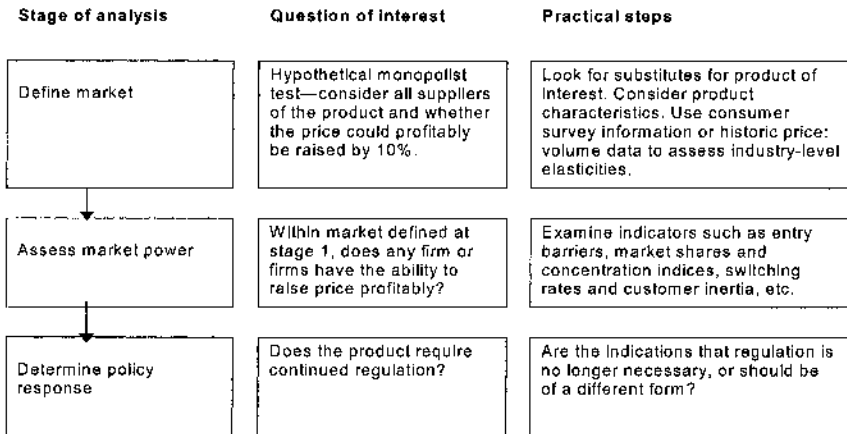 Stage of analysis
Question of interest
Practical steps
Define market
Hypothetical monopolist
test—consider all suppliers
of the product and whether
the price could profitably
be raised by 10%.
Look for substitutes for product of
interest. Consider product
characteristics. Use consumer
survey information or historic price:
volume data to assess industry-level
elasticities.
Assess market power
Within market defined at
stage 1, does any firm or
firms have the ability to
raise price profitably?
Examine indicators such as entry
barriers, market shares and
concentration indices, switching
rates and customer inertia, etc.
Determine policy
response
Does the product require
continued regulation?
Are the indications that regulation is
no longer necessary, or should be
of a different form?